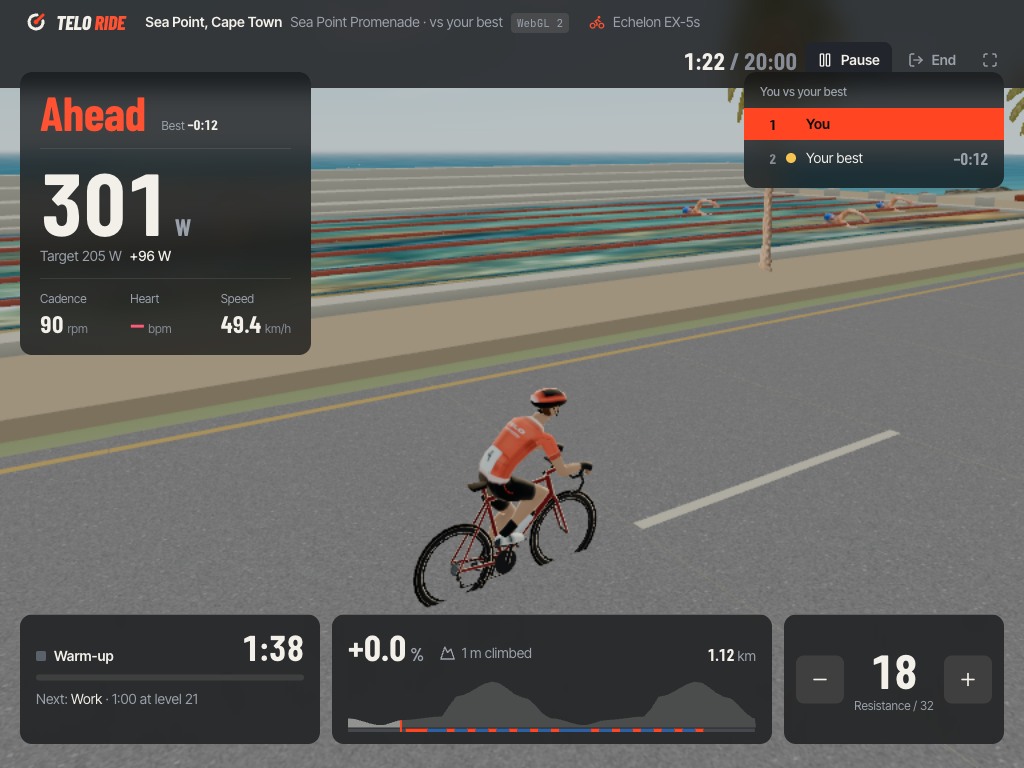 TELO RIDE Sea Point, Cape Town Sea Point Promenade · vs your best WebGL 2 Echelon EX-5s
1:22 / 20:00 Pause End
Ahead Best −0:12
301 W
Target 205 W +96 W
Cadence Heart Speed
90 rpm — bpm 49.4 km/h
You vs your best
1 You
2 Your best −0:12
Warm-up 1:38
Next: Work · 1:00 at level 21
+0.0 % 1 m climbed 1.12 km
− 18 +
Resistance / 32